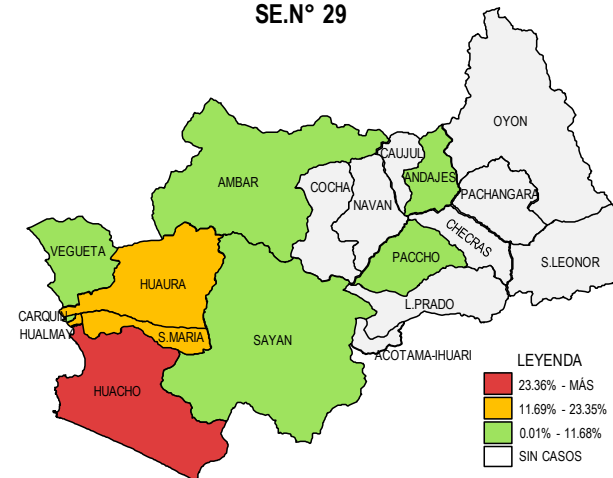 SE.N° 29
OYON
CAUJUL
ANDAJES
AMBAR
COCHA
PACHANGARA
NAVAN
CHECRAS
VEGUETA
PACCHO
S.LEONOR
HUAURA
L.PRADO
CARQUIN
HUALMAY
S.MARIA
SAYAN
ACOTAMA-IHUARI
HUACHO
LEYENDA
23.36% - MÁS
11.69% - 23.35%
0.01% - 11.68%
SIN CASOS